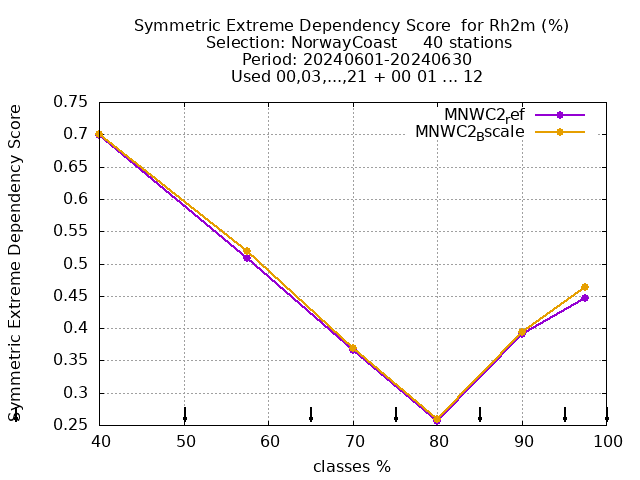 Symmetric Extreme Dependency Score for Rh2m (%)
Selection: NorwayCoast 40 stations
Period: 20240601-20240630
Used 00,03,...,21 + 00 01 ... 12
Symmetric Extreme Dependency Score
0.75
0.7
0.65
0.6
0.55
0.5
0.45
0.4
0.35
0.3
0.25
MNWC2ref
MNWC2Bscale
40 50 60 70 80 90 100
classes %